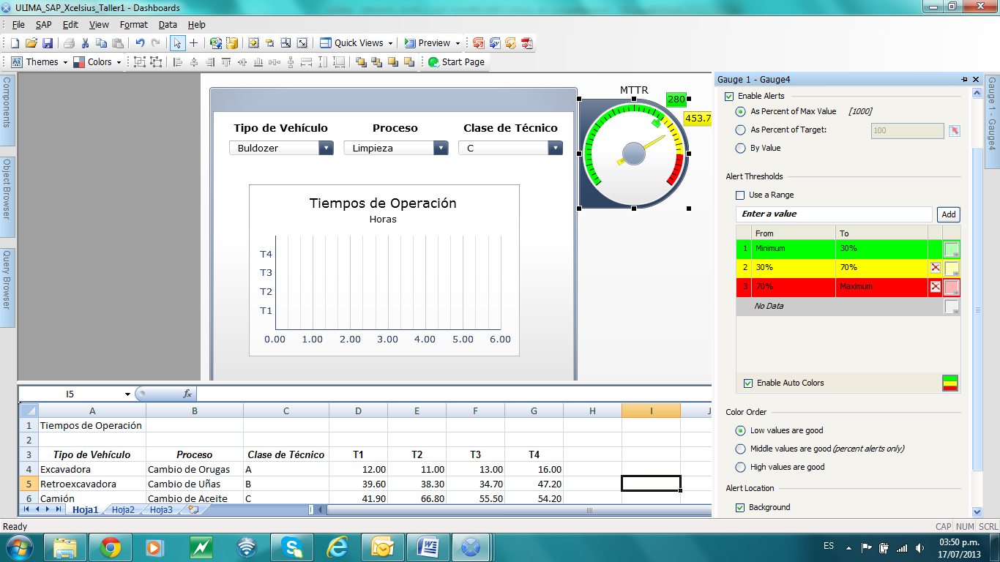 ULIMA_SAP_Xcelsius_Taller1 - Dashboards
File SAP Edit View Format Data Help
Quick Views Preview
Themes Colors Start Page
Components
Object Browser
Query Browser
Tipo de Vehículo Proceso Clase de Técnico
Buldozer Limpieza C
Tiempos de Operación
Horas
T4
T3
T2
T1
0.00 1.00 2.00 3.00 4.00 5.00 6.00
MTTR
280
453.7
Gauge 1 - Gauge4
Enable Alerts
As Percent of Max Value [1000]
As Percent of Target: 100
By Value
Alert Thresholds
Use a Range
Enter a value Add
From To
1 Minimum 30%
2 30% 70%
3 70% Maximum
No Data
Enable Auto Colors
Color Order
Low values are good
Middle values are good (percent alerts only)
High values are good
Alert Location
Background
Gauge 1 - Gauge4
I5 fx
A B C D E F G H I J
1 Tiempos de Operación
2
3 Tipo de Vehículo Proceso Clase de Técnico T1 T2 T3 T4
4 Excavadora Cambio de Orugas A 12.00 11.00 13.00 16.00
5 Retroexcavadora Cambio de Uñas B 39.60 38.30 34.70 47.20
6 Camión Cambio de Aceite C 41.90 66.80 55.50 54.20
Hoja1 Hoja2 Hoja3
Ready CAP NUM SCRL
ES 03:50 p.m.
17/07/2013